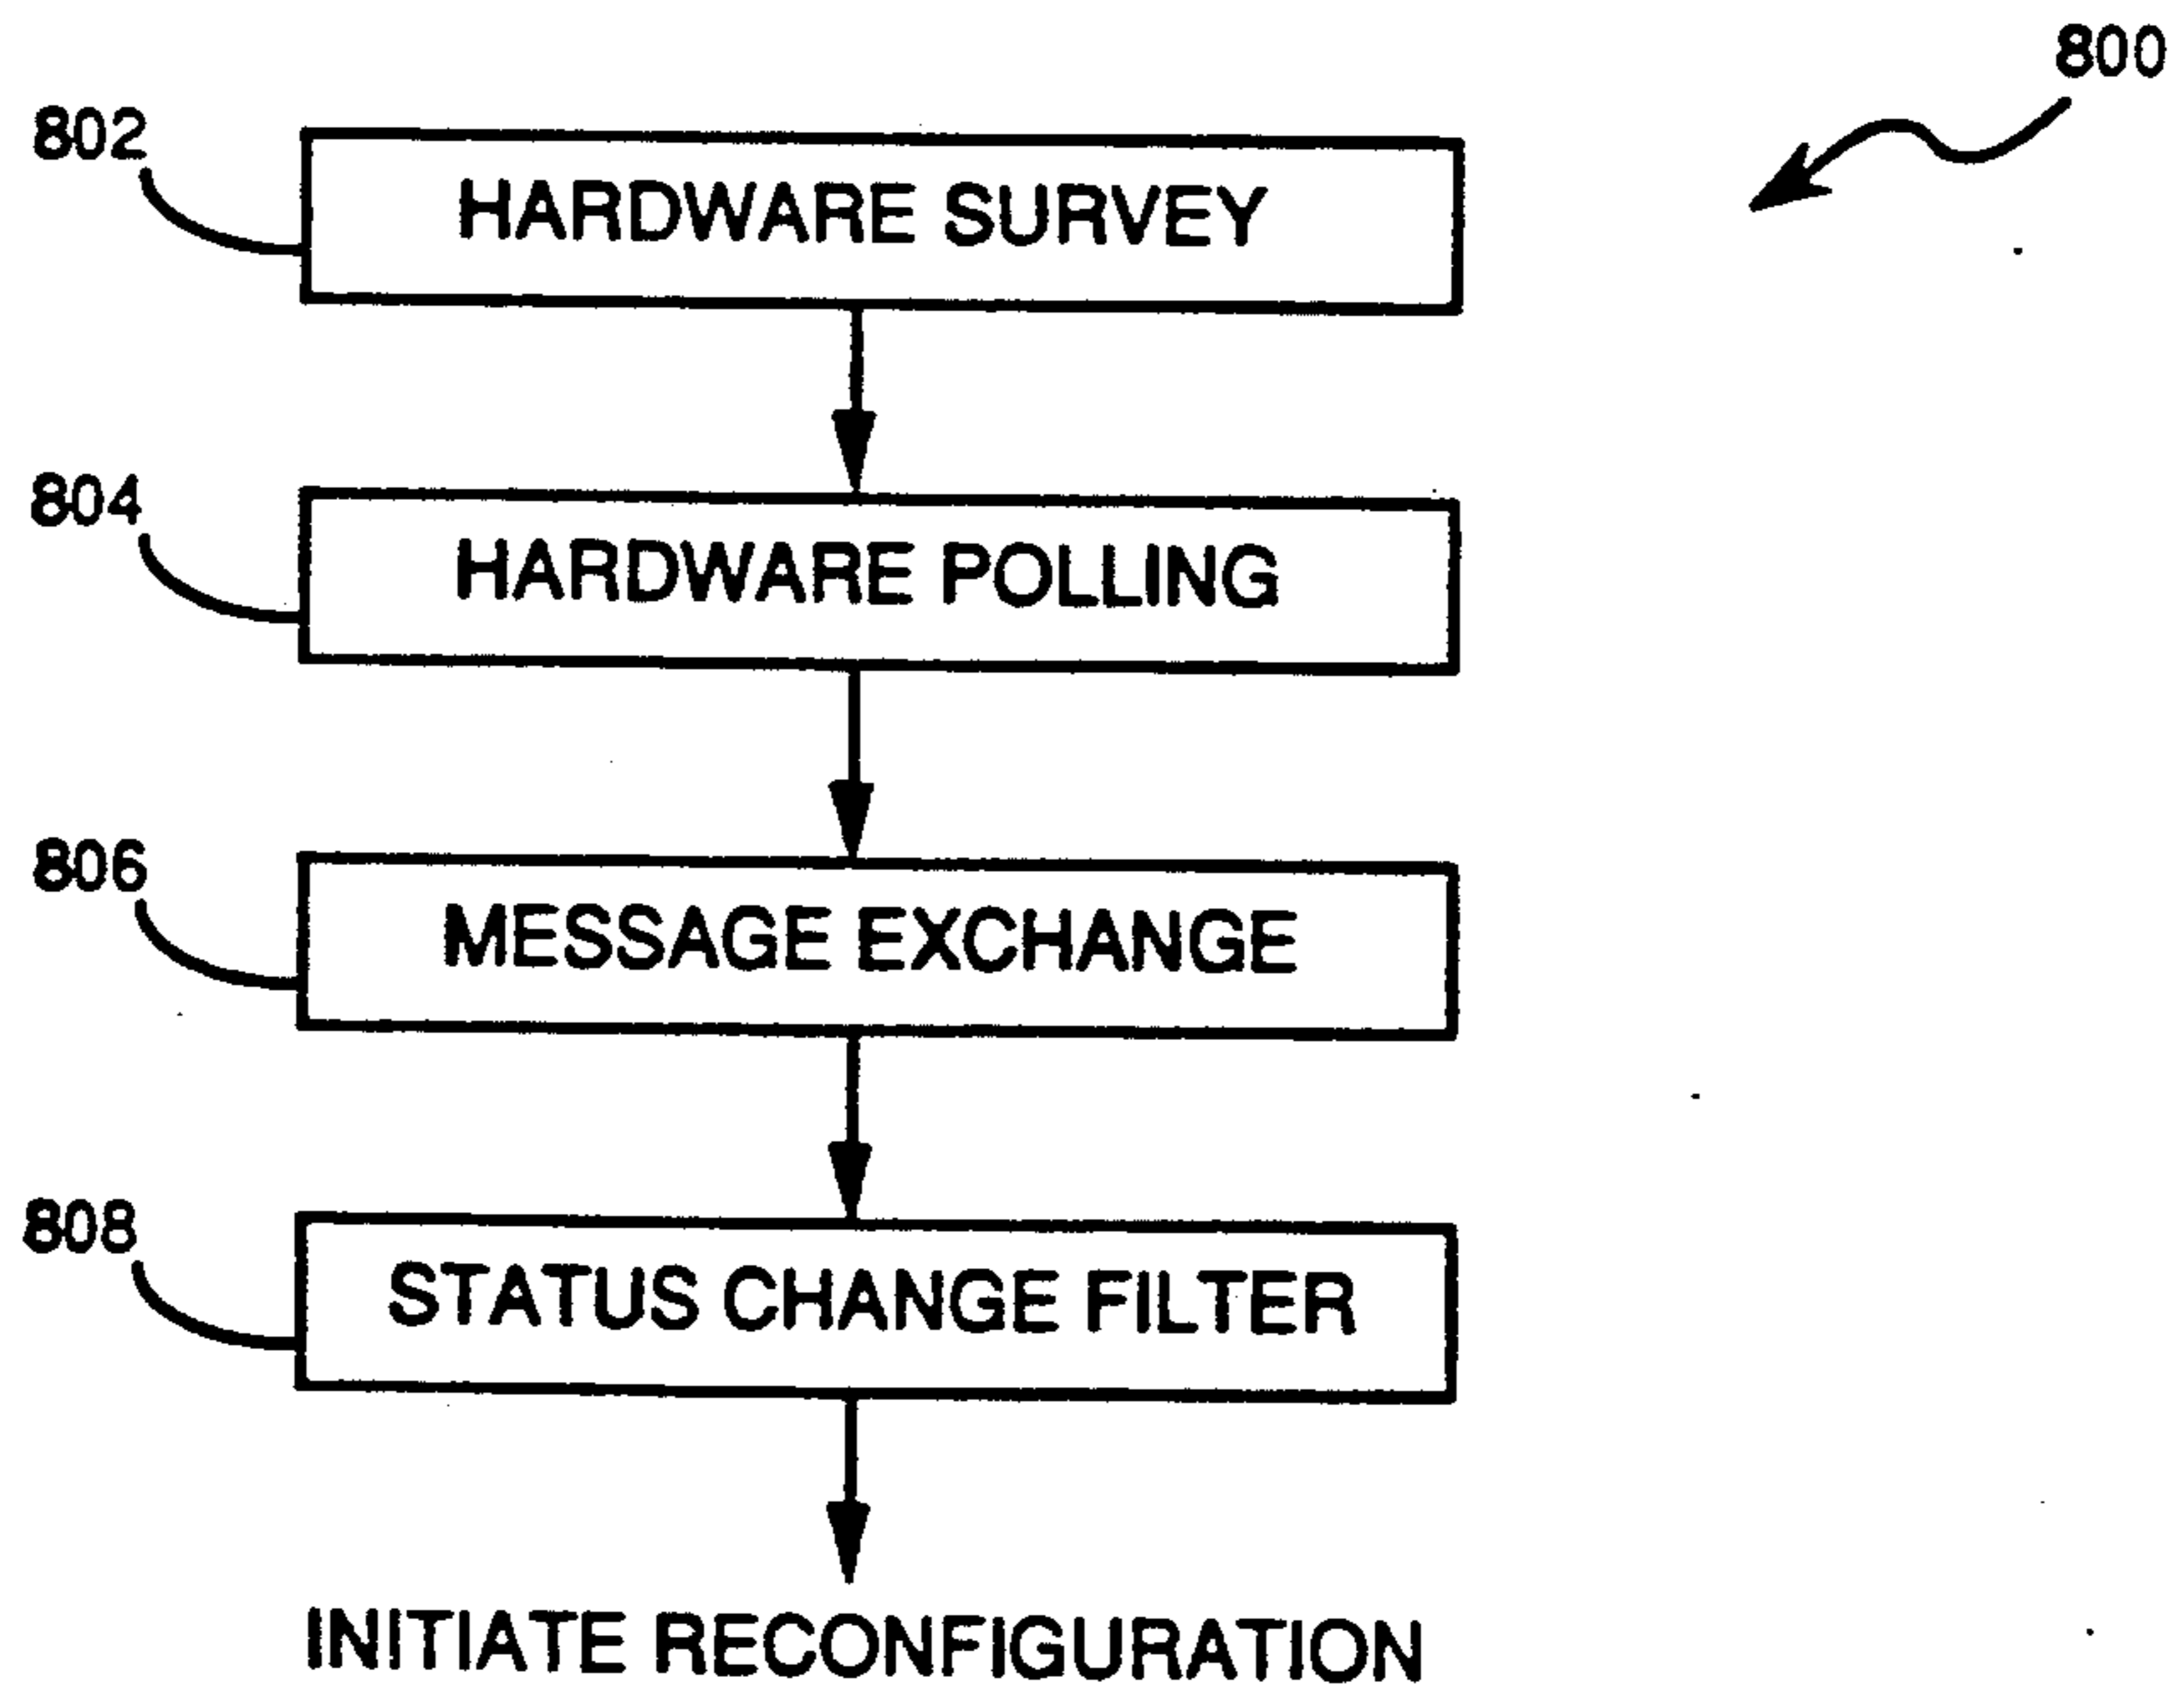 800
802
HARDWARE SURVEY
804
HARDWARE POLLING
806
MESSAGE EXCHANGE
808
STATUS CHANGE FILTER
INITIATE RECONFIGURATION